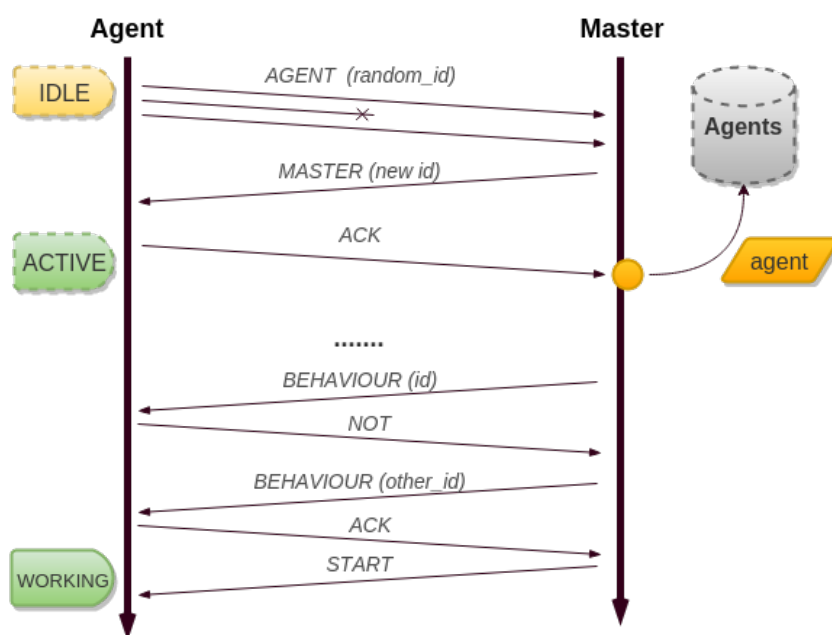 Agent
Master
IDLE
AGENT (random_id)
Agents
MASTER (new id)
ACTIVE
ACK
agent
.......
BEHAVIOUR (id)
NOT
BEHAVIOUR (other_id)
ACK
WORKING
START